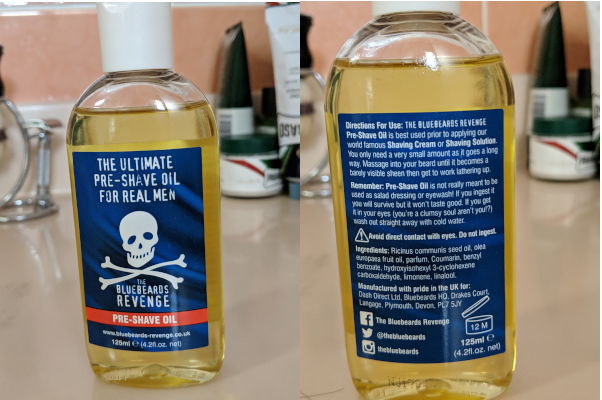 THE ULTIMATE
PRE-SHAVE OIL
FOR REAL MEN
THE
BLUEBEARDS
REVENGE
PRE-SHAVE OIL
www.bluebeards-revenge.co.uk
125ml ℮ (4.2fl.oz. net)
Directions For Use: THE BLUEBEARDS REVENGE
Pre-Shave Oil is best used prior to applying our
world famous Shaving Cream or Shaving Solution.
You only need a very small amount as it goes a long
way. Massage into your beard until it becomes a
barely visible sheen then get to work lathering up.
Remember: Pre-Shave Oil is not really meant to be
used as salad dressing or eyewash! If you ingest it
you will survive but it won't taste good. If you get
it in your eyes (you're a clumsy soul aren't you!?)
wash out straight away with cold water.
Avoid direct contact with eyes. Do not ingest.
Ingredients: Ricinus communis seed oil, olea
europaea fruit oil, parfum, Coumarin, benzyl
benzoate, hydroxyisohexyl 3-cyclohexene
carboxaldehyde, limonene, linalool.
Manufactured with pride in the UK for:
Dash Direct Ltd, Bluebeards HQ, Drakes Court,
Langage, Plymouth, Devon, PL7 5JY
The Bluebeards Revenge
@thebluebeards
thebluebeards
12 M
125ml ℮
(4.2fl.oz. net)